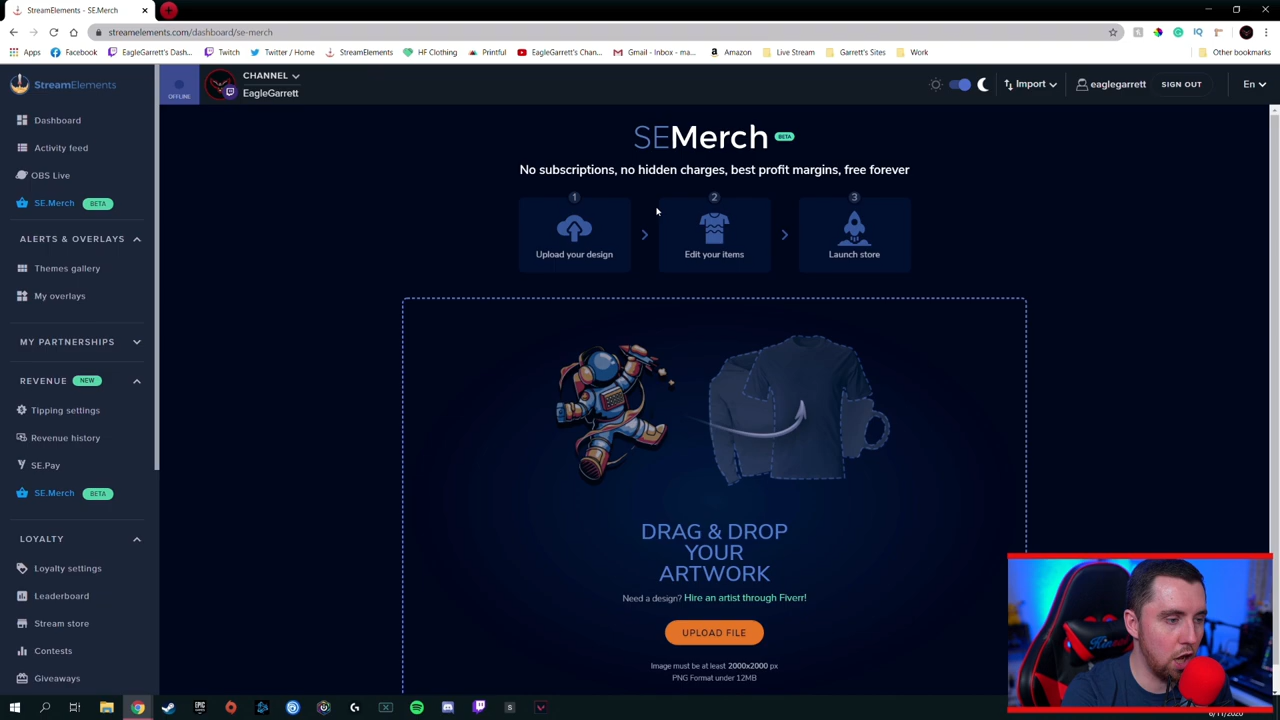 StreamElements - SE.Merch
streamelements.com/dashboard/se-merch
Apps
Facebook
EagleGarrett's Dash...
Twitch
Twitter / Home
StreamElements
HF Clothing
Printful
EagleGarrett's Chan...
Gmail - Inbox - ma...
Amazon
Live Stream
Garrett's Sites
Work
Other bookmarks
StreamElements
OFFLINE
CHANNEL
EagleGarrett
Import
eaglegarrett
SIGN OUT
En
Dashboard
Activity feed
OBS Live
SE.Merch BETA
ALERTS & OVERLAYS
Themes gallery
My overlays
MY PARTNERSHIPS
REVENUE NEW
Tipping settings
Revenue history
SE.Pay
SE.Merch BETA
LOYALTY
Loyalty settings
Leaderboard
Stream store
Contests
Giveaways
SEMerch BETA
No subscriptions, no hidden charges, best profit margins, free forever
1
2
3
Upload your design
Edit your items
Launch store
DRAG & DROP
YOUR
ARTWORK
Need a design? Hire an artist through Fiverr!
UPLOAD FILE
Image must be at least 2000x2000 px
PNG Format under 12MB